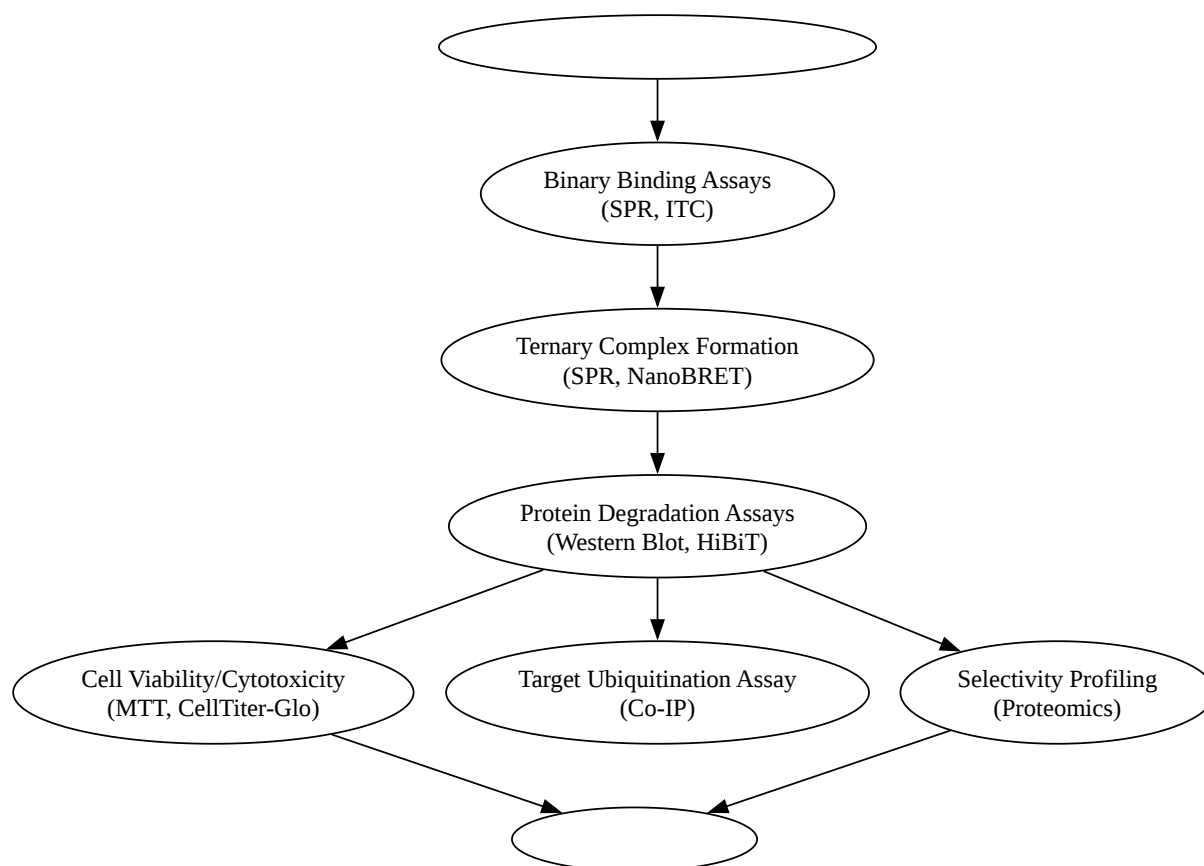 Binary Binding Assays
(SPR, ITC)
Ternary Complex Formation
(SPR, NanoBRET)
Protein Degradation Assays
(Western Blot, HiBiT)
Cell Viability/Cytotoxicity
(MTT, CellTiter-Glo)
Target Ubiquitination Assay
(Co-IP)
Selectivity Profiling
(Proteomics)